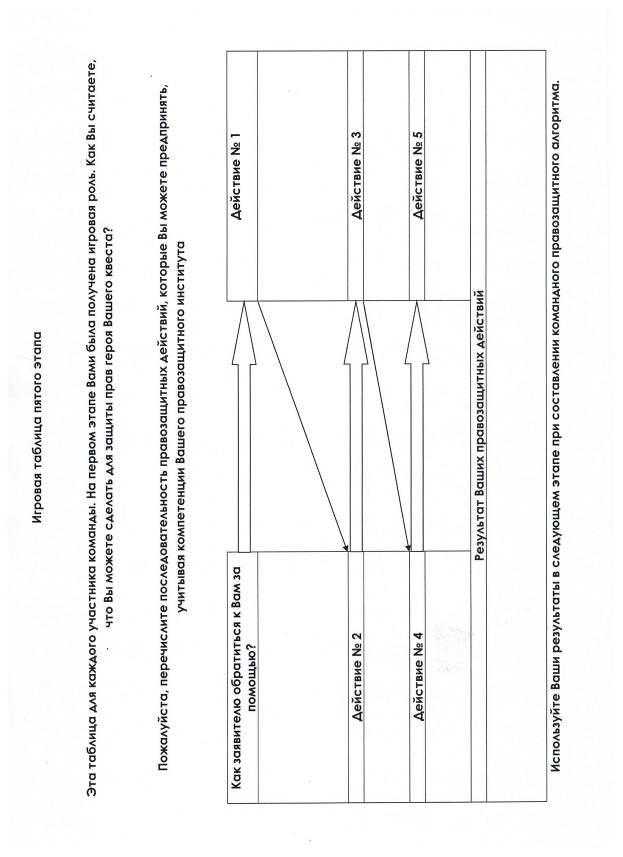 Игровая таблица пятого этапа
Эта таблица для каждого участника команды. На первом этапе Вами была получена игровая роль. Как Вы считаете,
что Вы можете сделать для защиты прав героя Вашего квеста?
Пожалуйста, перечислите последовательность правозащитных действий, которые Вы можете предпринять,
учитывая компетенции Вашего правозащитного института
Как заявителю обратиться к Вам за
помощью?
Действие № 1
Действие № 2
Действие № 3
Действие № 4
Действие № 5
Результат Ваших правозащитных действий
Используйте Ваши результаты в следующем этапе при составлении командного правозащитного алгоритма.